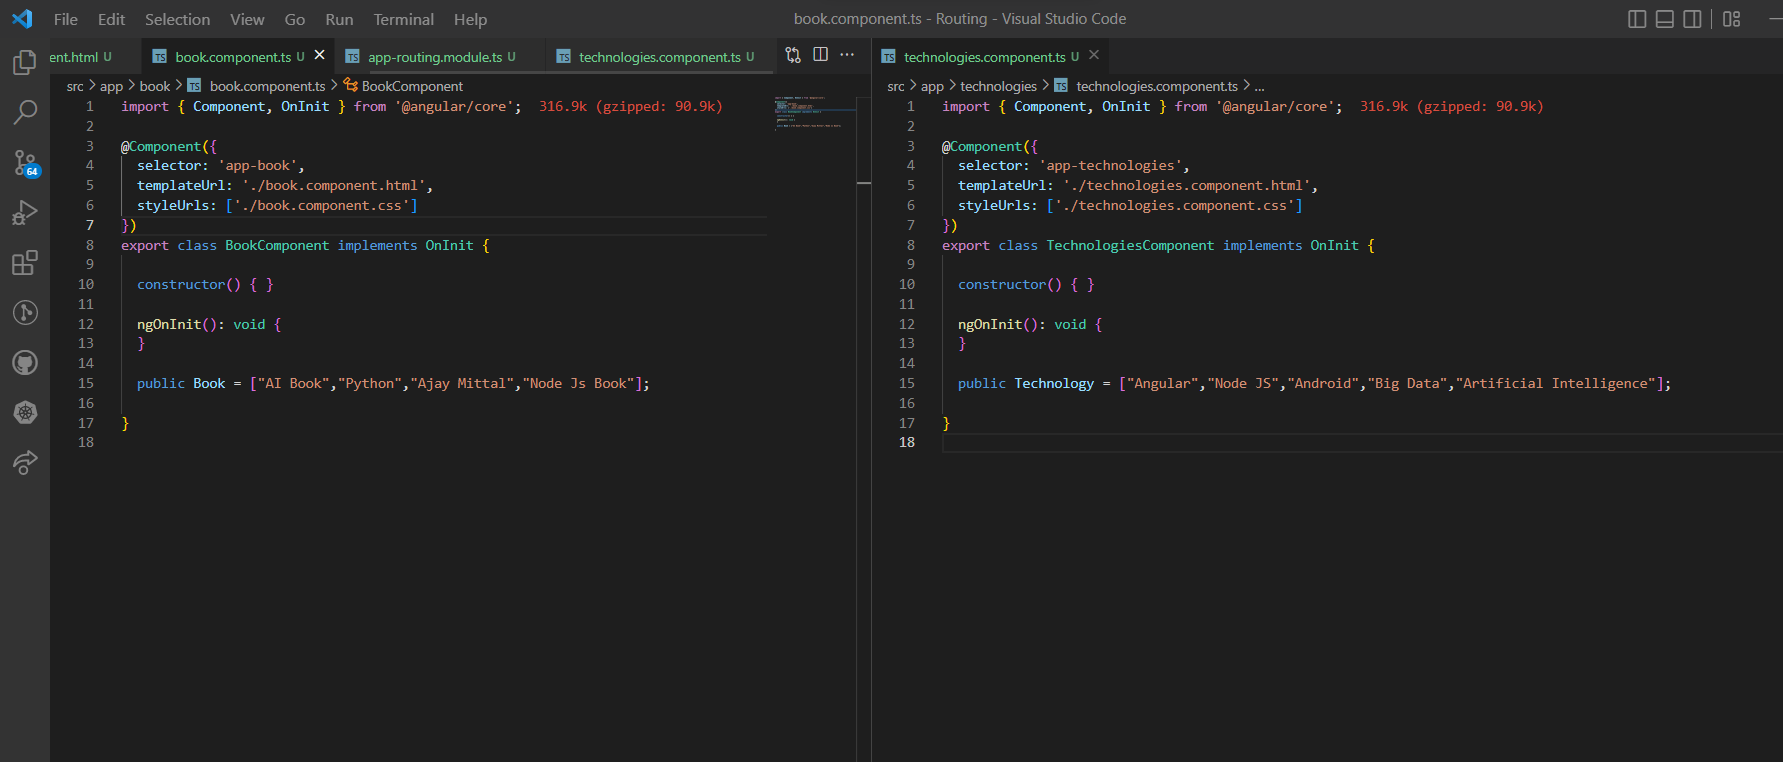 File Edit Selection View Go Run Terminal Help
book.component.ts - Routing - Visual Studio Code
ent.html U
TS book.component.ts U
TS app-routing.module.ts U
TS technologies.component.ts U
src > app > book > TS book.component.ts > BookComponent
1 import { Component, OnInit } from '@angular/core'; 316.9k (gzipped: 90.9k)
2
3 @Component({
4 selector: 'app-book',
5 templateUrl: './book.component.html',
6 styleUrls: ['./book.component.css']
7 })
8 export class BookComponent implements OnInit {
9
10 constructor() { }
11
12 ngOnInit(): void {
13 }
14
15 public Book = ["AI Book","Python","Ajay Mittal","Node Js Book"];
16
17 }
18
TS technologies.component.ts U
src > app > technologies > TS technologies.component.ts > ...
1 import { Component, OnInit } from '@angular/core'; 316.9k (gzipped: 90.9k)
2
3 @Component({
4 selector: 'app-technologies',
5 templateUrl: './technologies.component.html',
6 styleUrls: ['./technologies.component.css']
7 })
8 export class TechnologiesComponent implements OnInit {
9
10 constructor() { }
11
12 ngOnInit(): void {
13 }
14
15 public Technology = ["Angular","Node JS","Android","Big Data","Artificial Intelligence"];
16
17 }
18
64